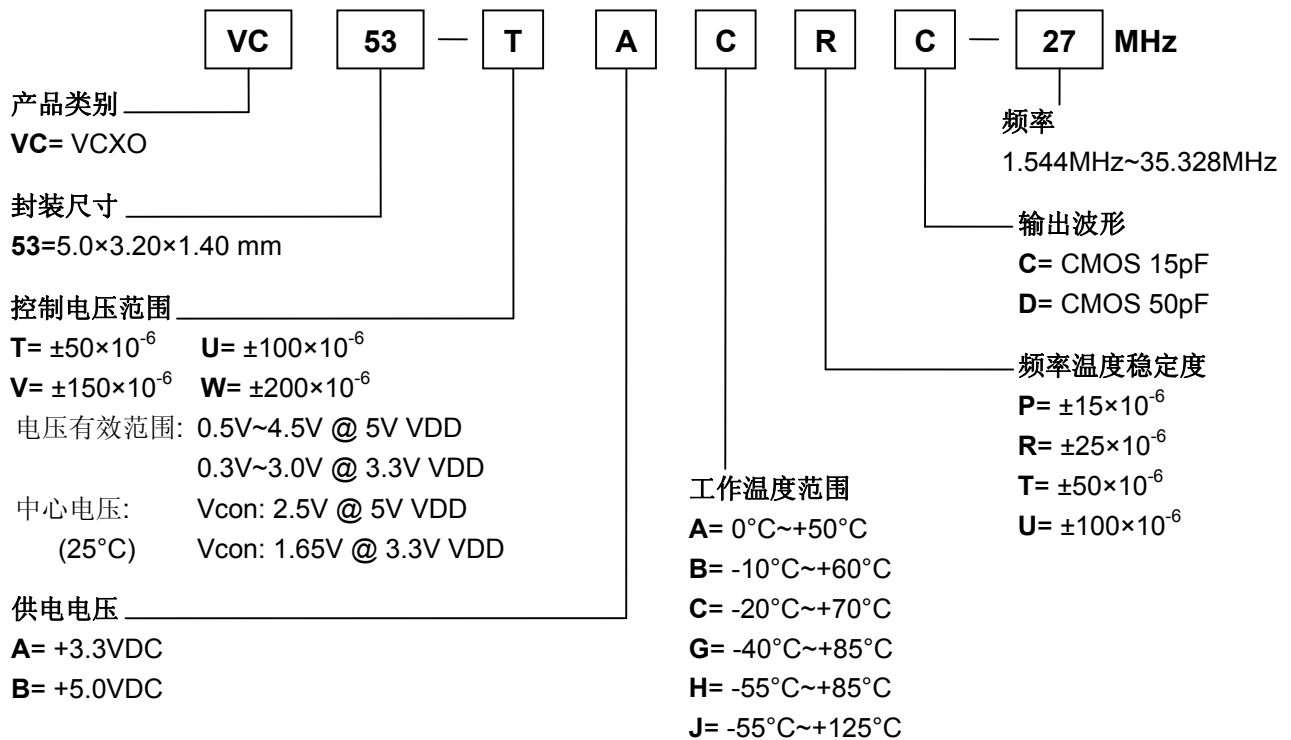 VC 53 — T A C R C — 27 MHz
产品类别
VC= VCXO
封装尺寸
53=5.0×3.20×1.40 mm
控制电压范围
T= ±50×10⁻⁶ U= ±100×10⁻⁶
V= ±150×10⁻⁶ W= ±200×10⁻⁶
电压有效范围: 0.5V~4.5V @ 5V VDD
0.3V~3.0V @ 3.3V VDD
中心电压: Vcon: 2.5V @ 5V VDD
(25°C) Vcon: 1.65V @ 3.3V VDD
供电电压
A= +3.3VDC
B= +5.0VDC
工作温度范围
A= 0°C~+50°C
B= -10°C~+60°C
C= -20°C~+70°C
G= -40°C~+85°C
H= -55°C~+85°C
J= -55°C~+125°C
频率
1.544MHz~35.328MHz
输出波形
C= CMOS 15pF
D= CMOS 50pF
频率温度稳定度
P= ±15×10⁻⁶
R= ±25×10⁻⁶
T= ±50×10⁻⁶
U= ±100×10⁻⁶